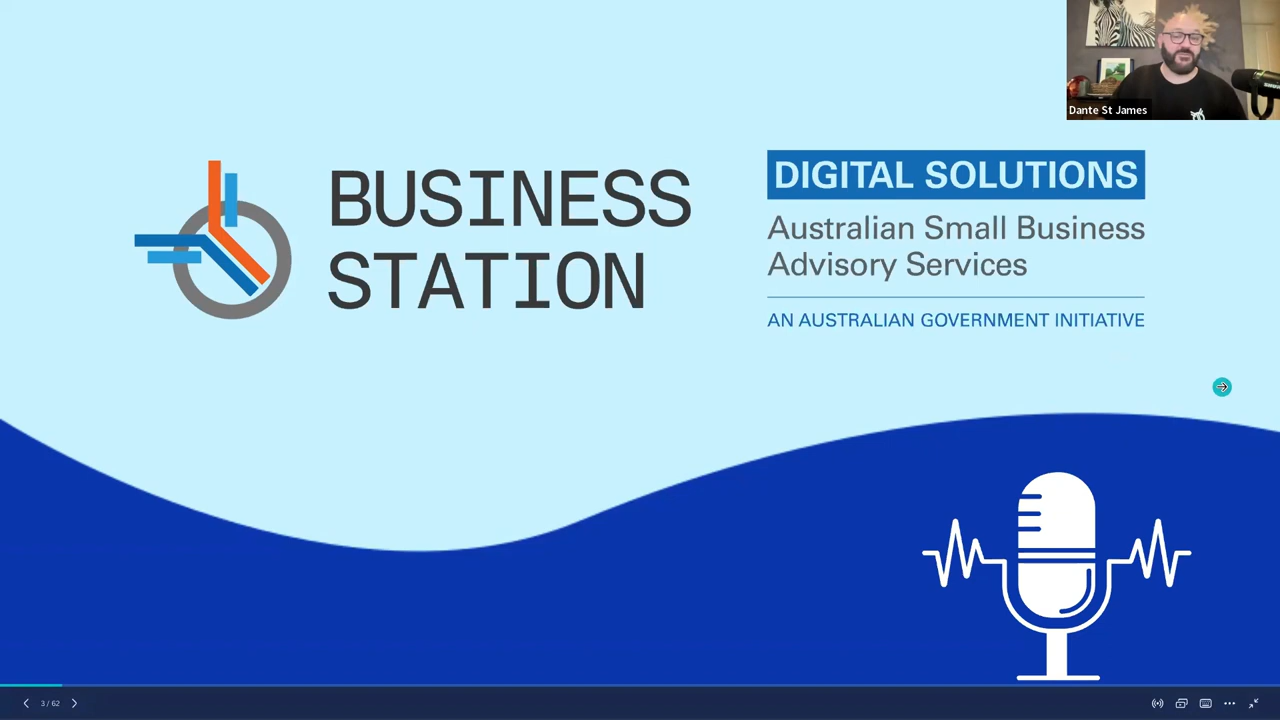 Dante St James
BUSINESS
STATION
DIGITAL SOLUTIONS
Australian Small Business
Advisory Services
AN AUSTRALIAN GOVERNMENT INITIATIVE
3 / 62